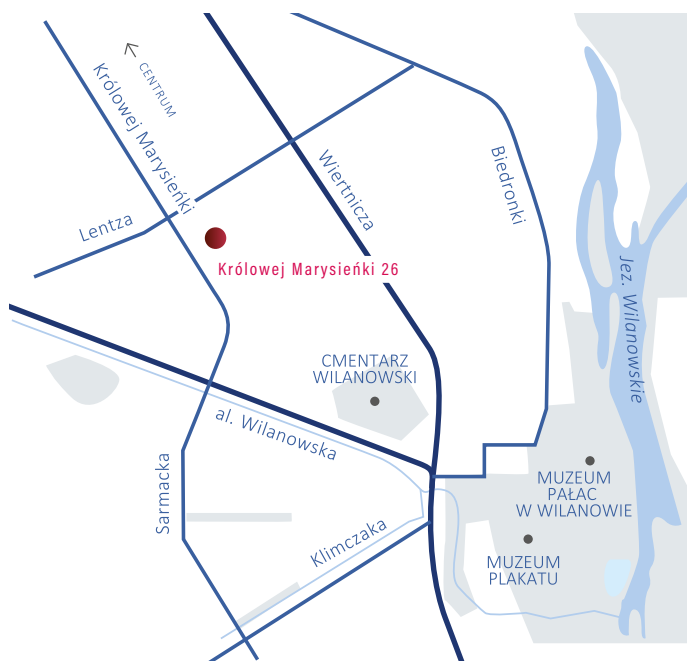 CENTRUM
Królowej Marysieńki
Wiertnicza
Biedronki
Lentza
Królowej Marysieńki 26
Jez. Wilanowskie
CMENTARZ
WILANOWSKI
al. Wilanowska
Sarmacka
MUZEUM
PAŁAC
W WILANOWIE
Klimczaka
MUZEUM
PLAKATU